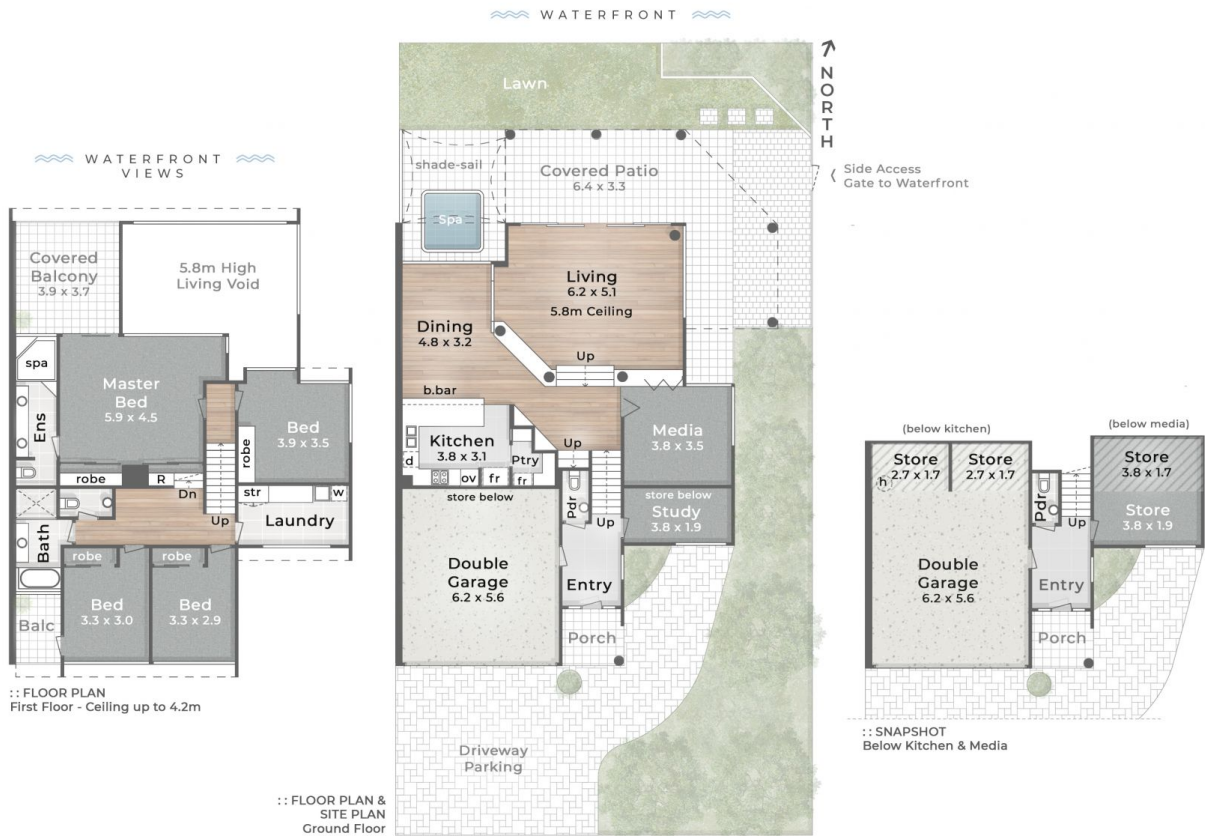 WATERFRONT
NORTH
Lawn
shade-sail
Covered Patio
6.4 x 3.3
Side Access
Gate to Waterfront
Spa
Living
6.2 x 5.1
5.8m Ceiling
Dining
4.8 x 3.2
Up
b.bar
Kitchen
3.8 x 3.1
d
ov
fr
Ptry
fr
Up
Media
3.8 x 3.5
store below
Pdr
store below
Study
3.8 x 1.9
Up
Double
Garage
6.2 x 5.6
Entry
Porch
Driveway
Parking
:: FLOOR PLAN &
SITE PLAN
Ground Floor
WATERFRONT
VIEWS
Covered
Balcony
3.9 x 3.7
5.8m High
Living Void
spa
Master
Bed
5.9 x 4.5
Ens
Bed
3.9 x 3.5
robe
robe
R
Dn
str
w
Up
Laundry
Bath
robe
robe
Bed
3.3 x 3.0
Bed
3.3 x 2.9
Balc
:: FLOOR PLAN
First Floor - Ceiling up to 4.2m
(below kitchen)
(below media)
Store
2.7 x 1.7
Store
2.7 x 1.7
h
Store
3.8 x 1.7
Pdr
Store
3.8 x 1.9
Up
Double
Garage
6.2 x 5.6
Entry
Porch
:: SNAPSHOT
Below Kitchen & Media